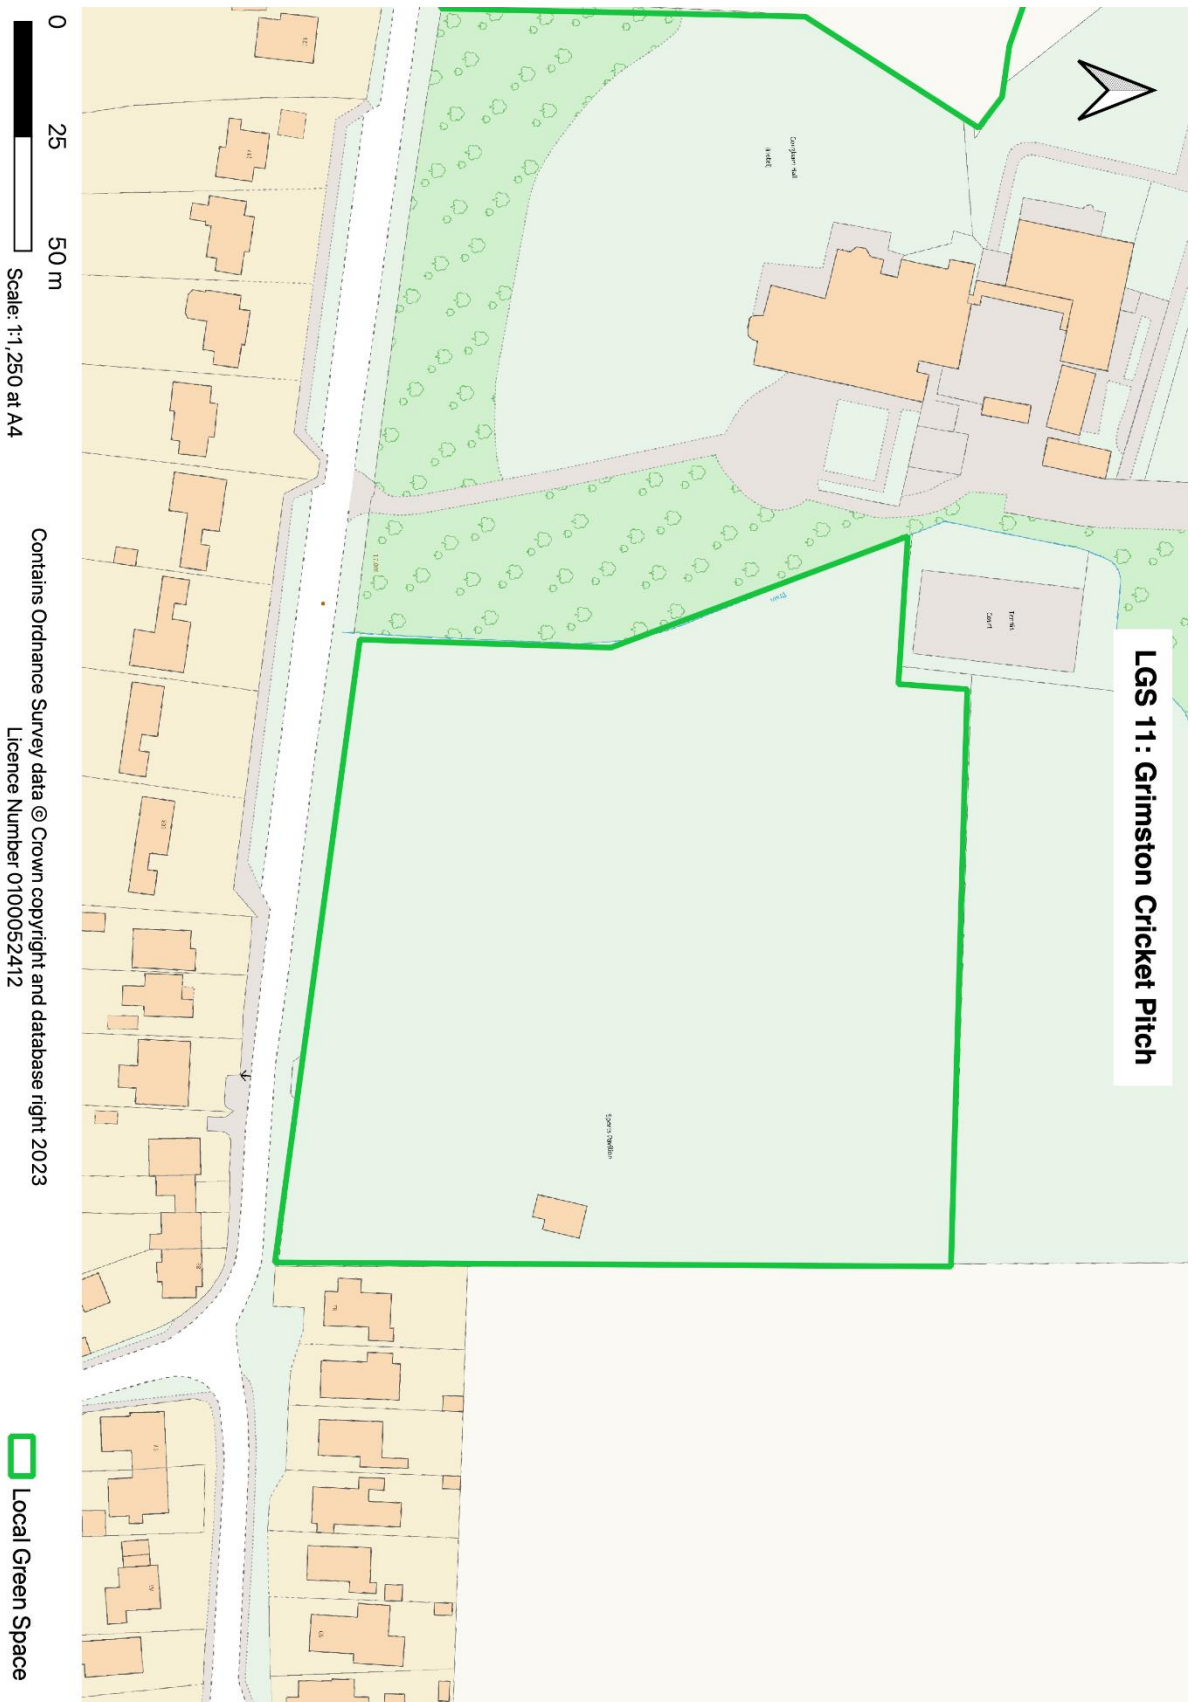 LGS 11: Grimston Cricket Pitch
Tennis
Court
Drain
Sports Pavilion
0 25 50 m
Scale: 1:1,250 at A4
Contains Ordnance Survey data © Crown copyright and database right 2023
Licence Number 0100052412
Local Green Space